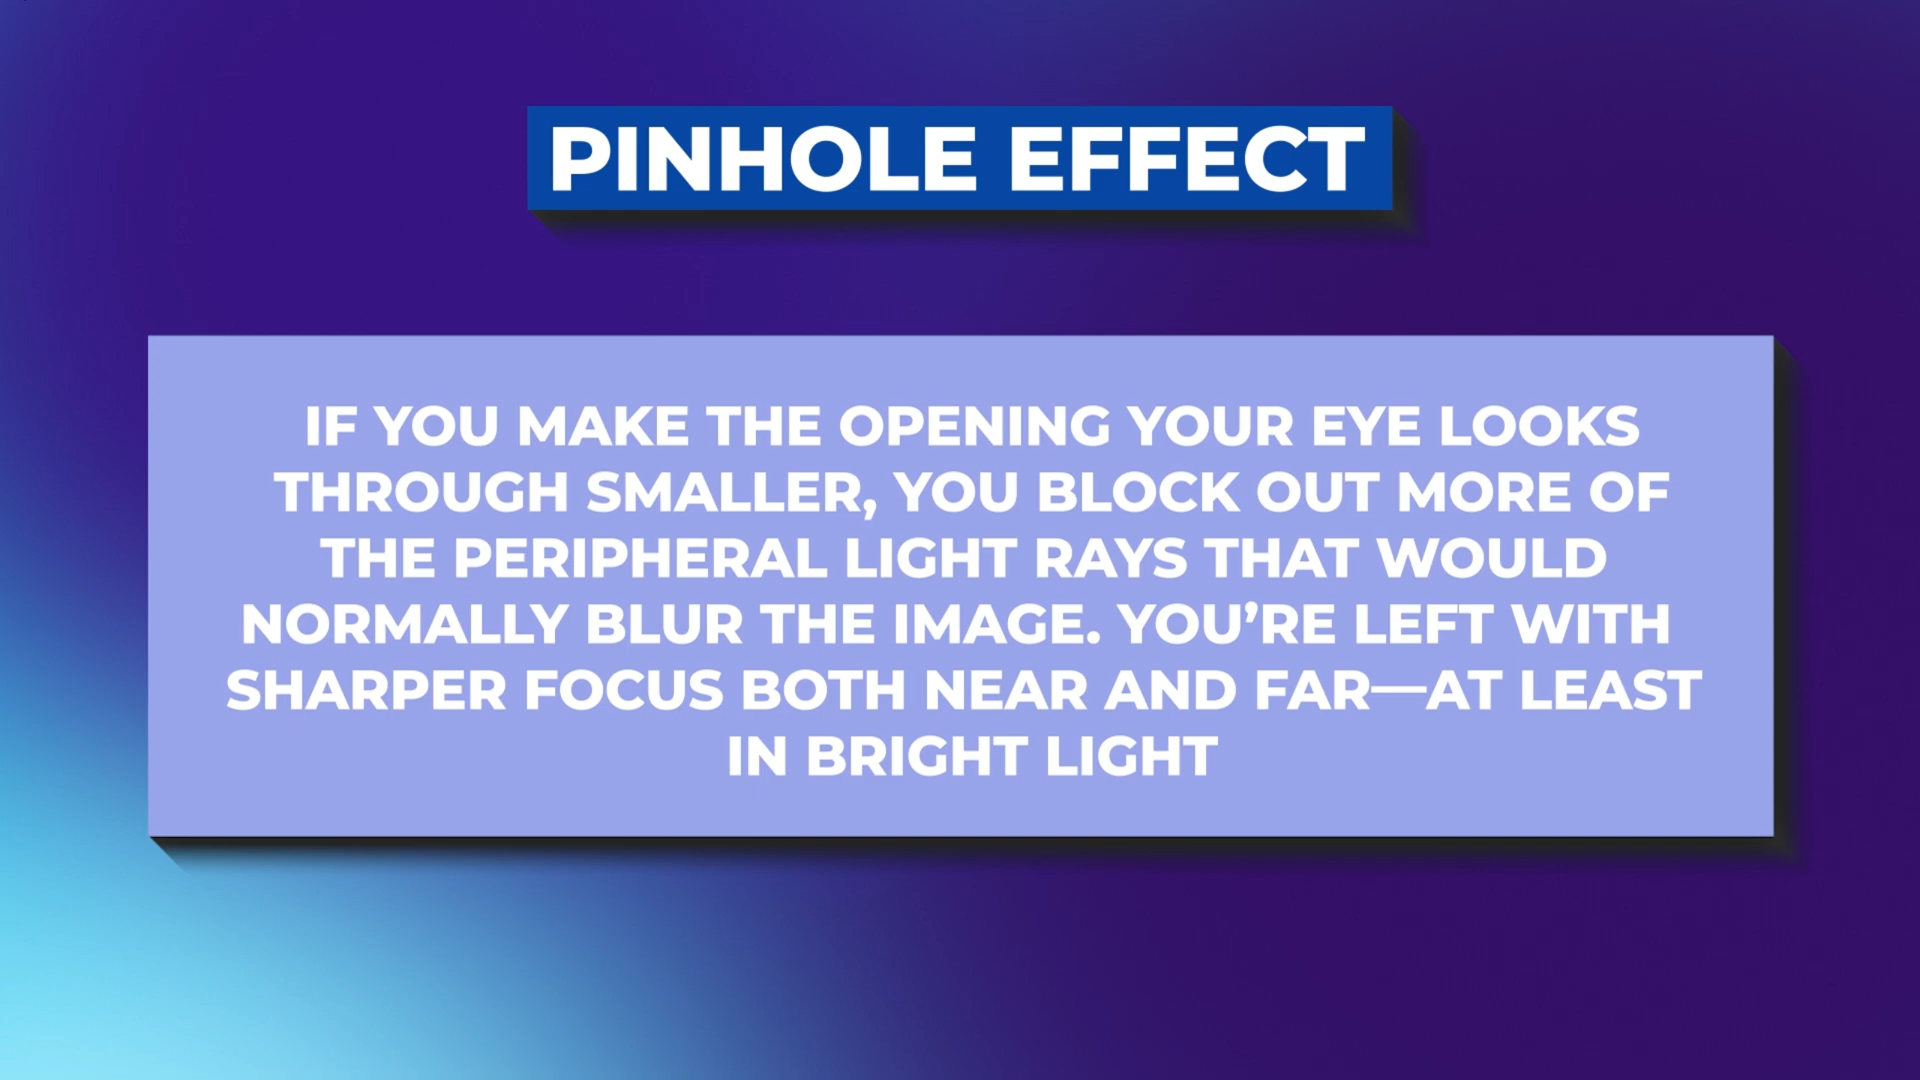 PINHOLE EFFECT
IF YOU MAKE THE OPENING YOUR EYE LOOKS
THROUGH SMALLER, YOU BLOCK OUT MORE OF
THE PERIPHERAL LIGHT RAYS THAT WOULD
NORMALLY BLUR THE IMAGE. YOU’RE LEFT WITH
SHARPER FOCUS BOTH NEAR AND FAR—AT LEAST
IN BRIGHT LIGHT